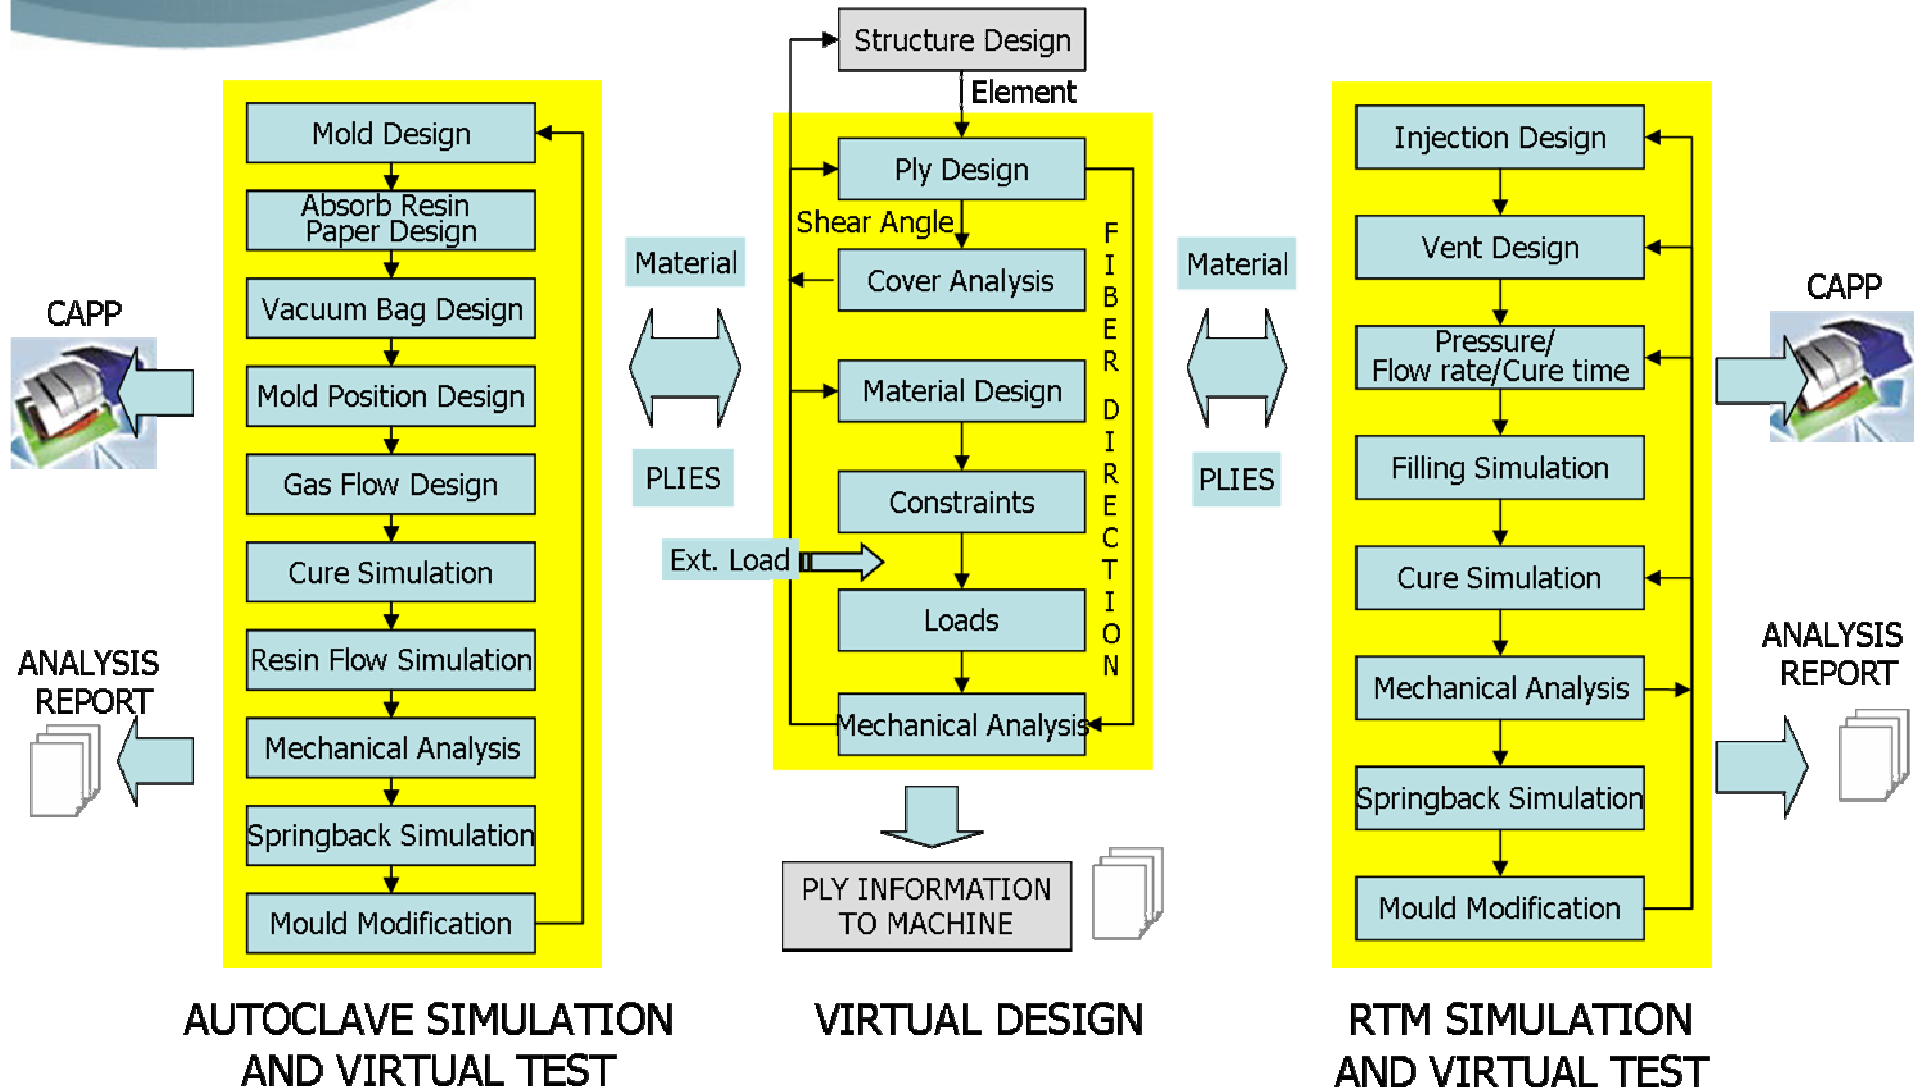 Structure Design
Element
Mold Design
Absorb Resin
Paper Design
Vacuum Bag Design
Mold Position Design
Gas Flow Design
Cure Simulation
Resin Flow Simulation
Mechanical Analysis
Springback Simulation
Mould Modification
CAPP
ANALYSIS
REPORT
Material
PLIES
Ply Design
Shear Angle
Cover Analysis
Material Design
Constraints
Ext. Load
Loads
Mechanical Analysis
FIBER DIRECTION
PLY INFORMATION
TO MACHINE
Material
PLIES
Injection Design
Vent Design
Pressure/
Flow rate/Cure time
Filling Simulation
Cure Simulation
Mechanical Analysis
Springback Simulation
Mould Modification
CAPP
ANALYSIS
REPORT
AUTOCLAVE SIMULATION
AND VIRTUAL TEST
VIRTUAL DESIGN
RTM SIMULATION
AND VIRTUAL TEST